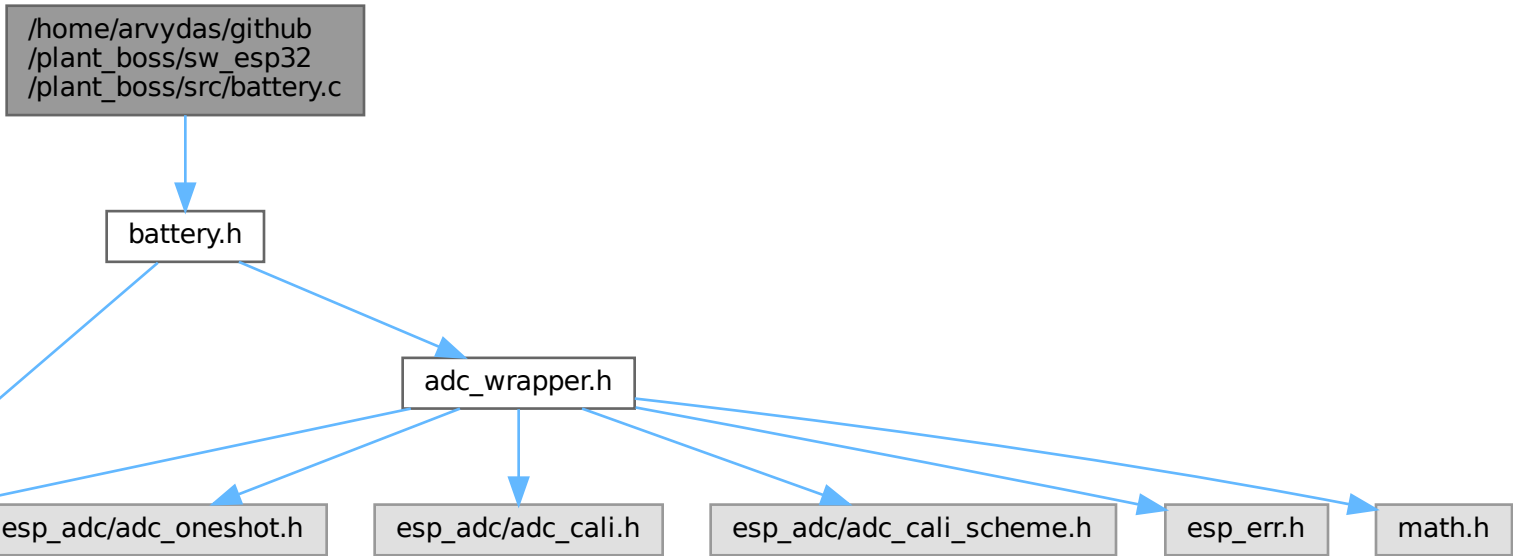 /home/arvydas/github
/plant_boss/sw_esp32
/plant_boss/src/battery.c
battery.h
adc_wrapper.h
esp_adc/adc_oneshot.h
esp_adc/adc_cali.h
esp_adc/adc_cali_scheme.h
esp_err.h
math.h